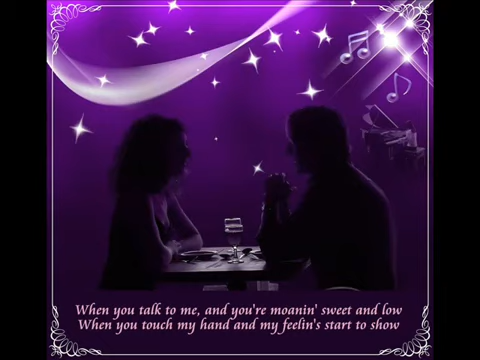 When you talk to me, and you're moanin' sweet and low
When you touch my hand and my feelin's start to show